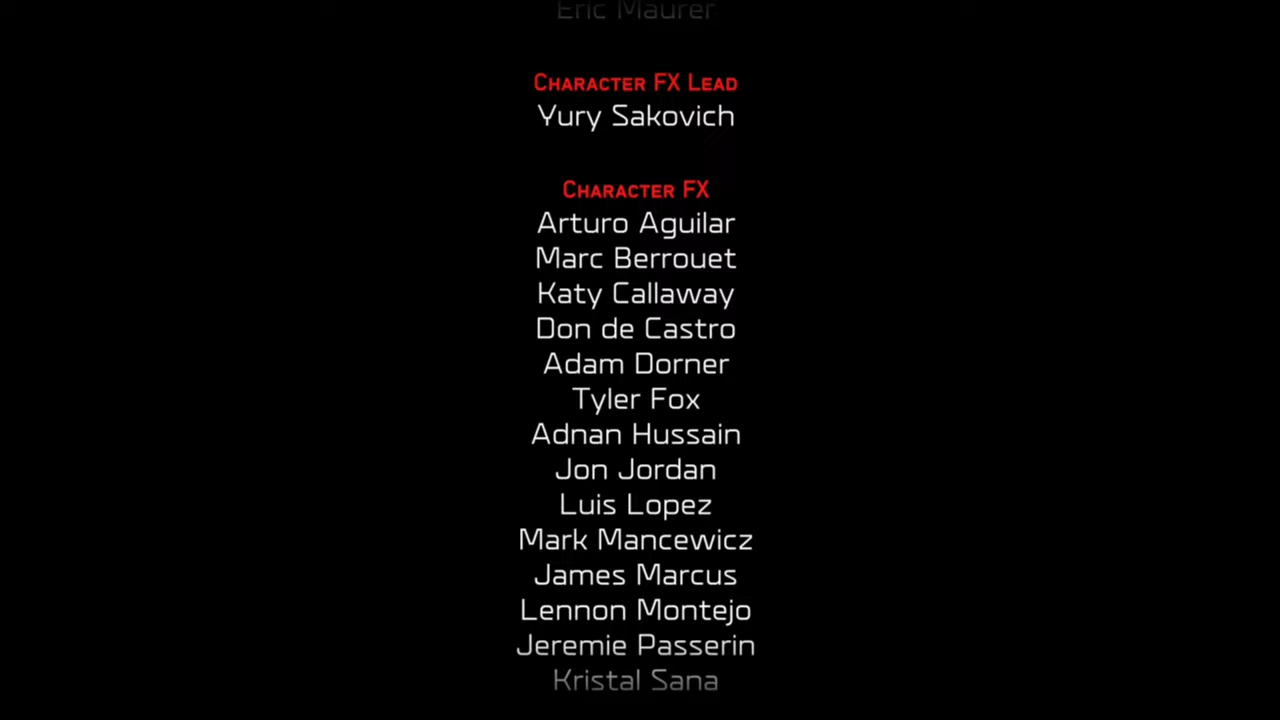 Eric Maurer
Character FX Lead
Yury Sakovich
Character FX
Arturo Aguilar
Marc Berrouet
Katy Callaway
Don de Castro
Adam Dorner
Tyler Fox
Adnan Hussain
Jon Jordan
Luis Lopez
Mark Mancewicz
James Marcus
Lennon Montejo
Jeremie Passerin
Kristal Sana